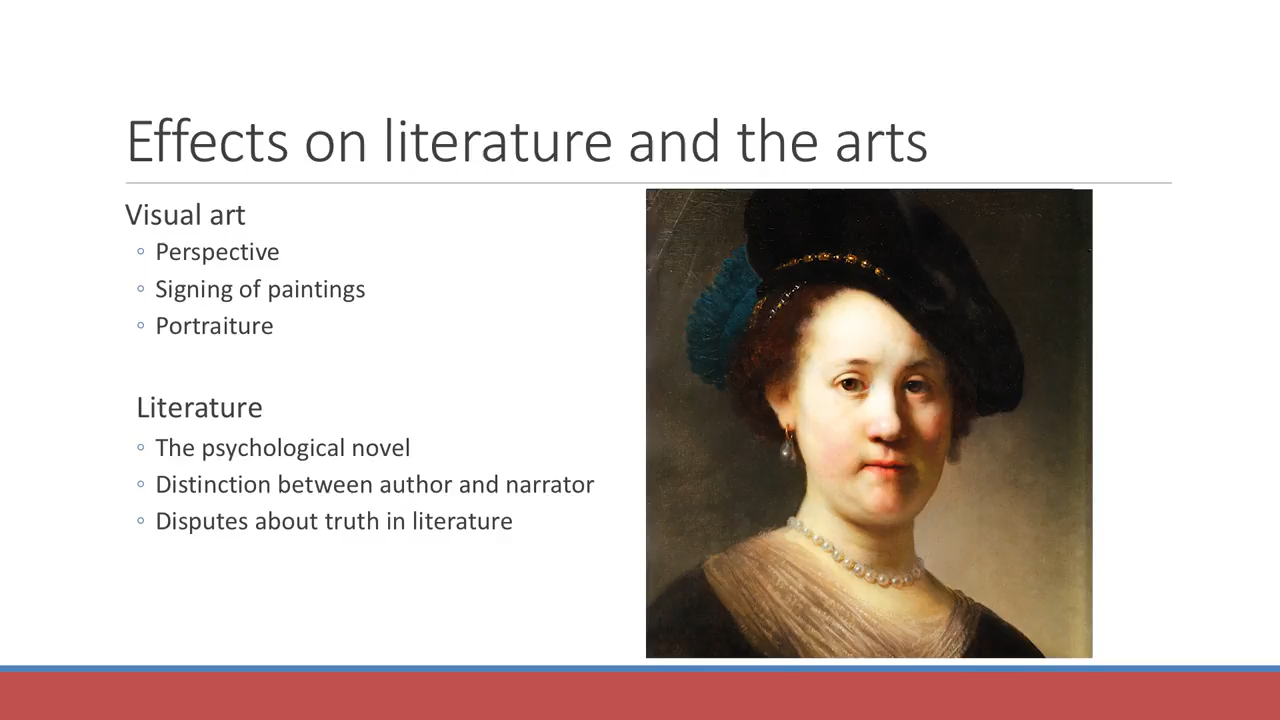 Effects on literature and the arts
Visual art
◦ Perspective
◦ Signing of paintings
◦ Portraiture
Literature
◦ The psychological novel
◦ Distinction between author and narrator
◦ Disputes about truth in literature